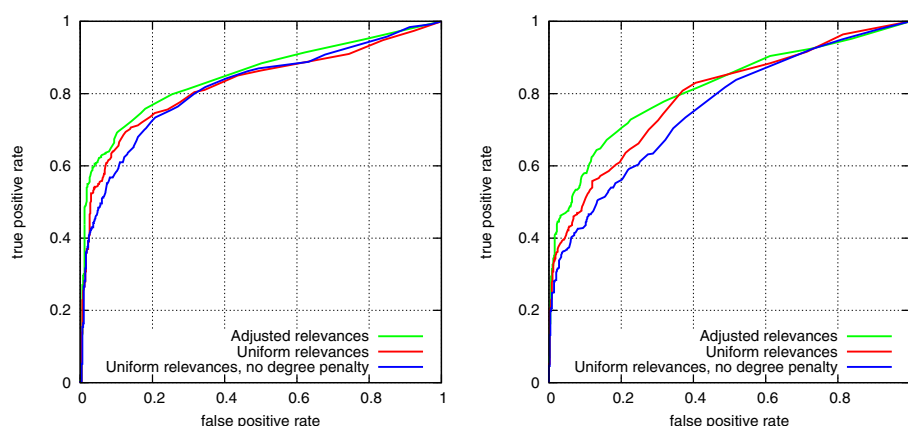 1
0.8
0.6
0.4
0.2
0
true positive rate
Adjusted relevances
Uniform relevances
Uniform relevances, no degree penalty
0 0.2 0.4 0.6 0.8 1
false positive rate
1
0.8
0.6
0.4
0.2
0
true positive rate
Adjusted relevances
Uniform relevances
Uniform relevances, no degree penalty
0 0.2 0.4 0.6 0.8
false positive rate